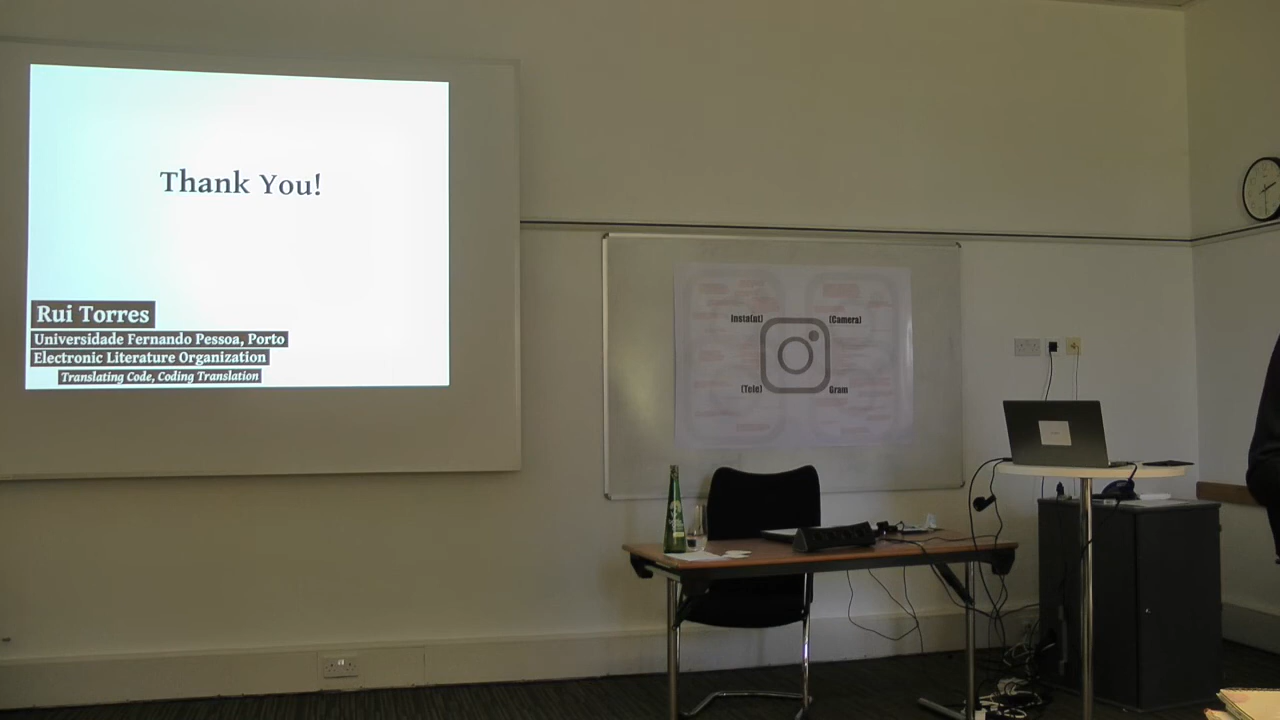 Thank You!
Rui Torres
Universidade Fernando Pessoa, Porto
Electronic Literature Organization
Translating Code, Coding Translation
Insta(nt)
(Camera)
(Tele)
Gram